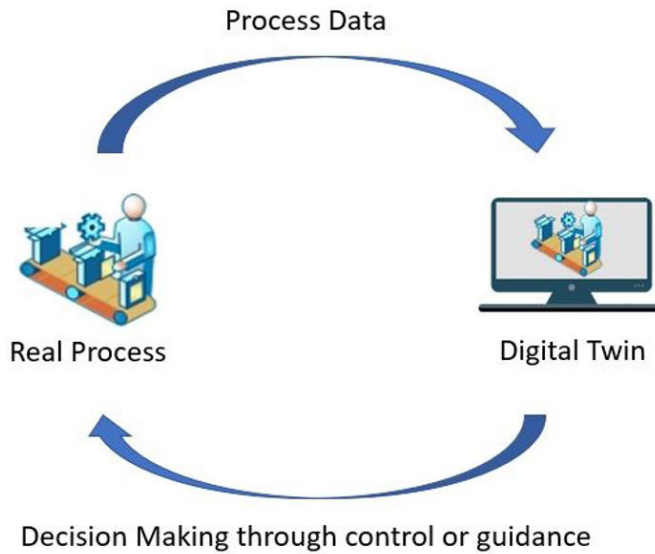 Process Data
Real Process
Digital Twin
Decision Making through control or guidance